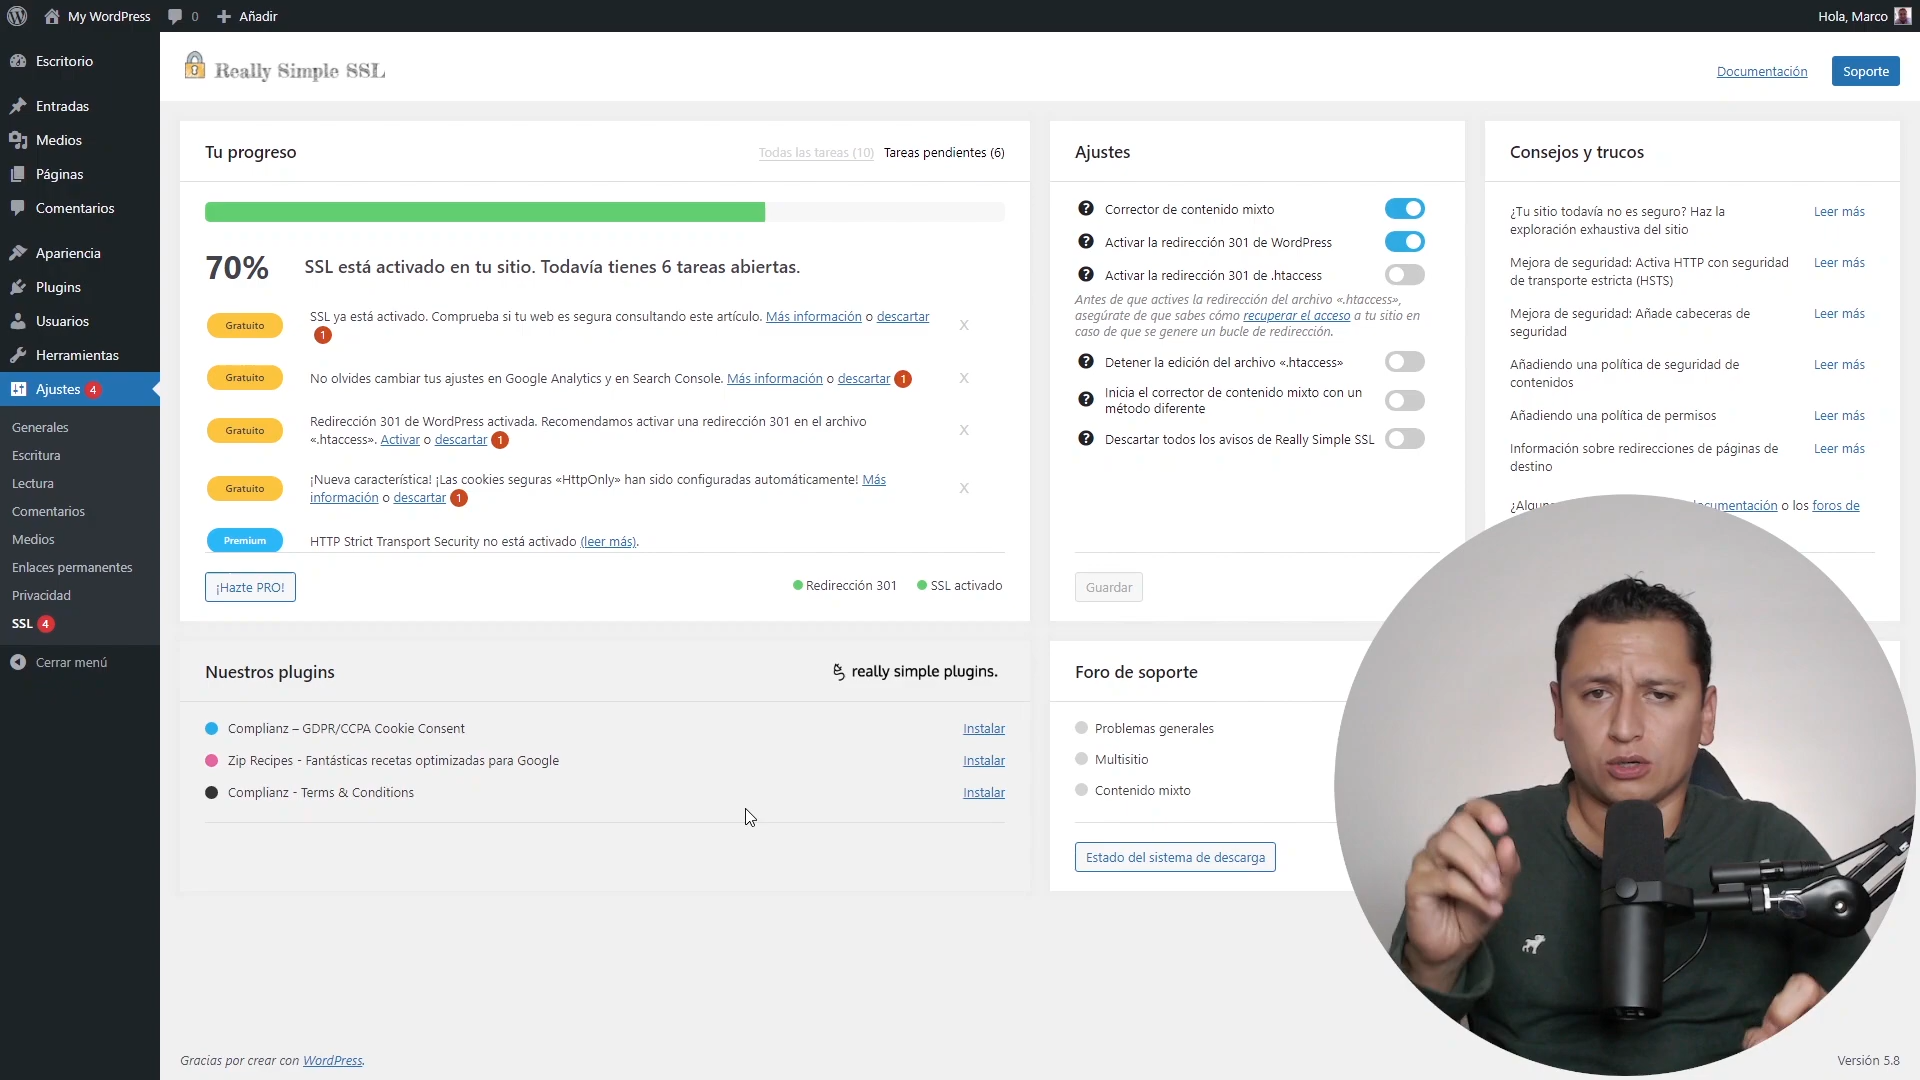 My WordPress
0
Añadir
Hola, Marco
Escritorio
Entradas
Medios
Páginas
Comentarios
Apariencia
Plugins
Usuarios
Herramientas
Ajustes 4
Generales
Escritura
Lectura
Comentarios
Medios
Enlaces permanentes
Privacidad
SSL 4
Cerrar menú
Really Simple SSL
Documentación
Soporte
Tu progreso
Todas las tareas (10)
Tareas pendientes (6)
70%
SSL está activado en tu sitio. Todavía tienes 6 tareas abiertas.
Gratuito
SSL ya está activado. Comprueba si tu web es segura consultando este artículo. Más información o descartar
1
X
Gratuito
No olvides cambiar tus ajustes en Google Analytics y en Search Console. Más información o descartar 1
X
Gratuito
Redirección 301 de WordPress activada. Recomendamos activar una redirección 301 en el archivo
«.htaccess». Activar o descartar 1
X
Gratuito
¡Nueva característica! ¡Las cookies seguras «HttpOnly» han sido configuradas automáticamente! Más
información o descartar 1
X
Premium
HTTP Strict Transport Security no está activado (leer más).
¡Hazte PRO!
Redirección 301
SSL activado
Ajustes
? Corrector de contenido mixto
? Activar la redirección 301 de WordPress
? Activar la redirección 301 de .htaccess
Antes de que actives la redirección del archivo «.htaccess»,
asegúrate de que sabes cómo recuperar el acceso a tu sitio en
caso de que se genere un bucle de redirección.
? Detener la edición del archivo «.htaccess»
? Inicia el corrector de contenido mixto con un
método diferente
? Descartar todos los avisos de Really Simple SSL
Guardar
Consejos y trucos
¿Tu sitio todavía no es seguro? Haz la
exploración exhaustiva del sitio
Leer más
Mejora de seguridad: Activa HTTP con seguridad
de transporte estricta (HSTS)
Leer más
Mejora de seguridad: Añade cabeceras de
seguridad
Leer más
Añadiendo una política de seguridad de
contenidos
Leer más
Añadiendo una política de permisos
Leer más
Información sobre redirecciones de páginas de
destino
Leer más
o los foros de
Nuestros plugins
really simple plugins.
Complianz – GDPR/CCPA Cookie Consent
Instalar
Zip Recipes - Fantásticas recetas optimizadas para Google
Instalar
Complianz - Terms & Conditions
Instalar
Foro de soporte
Problemas generales
Multisitio
Contenido mixto
Estado del sistema de descarga
Gracias por crear con WordPress.
Versión 5.8